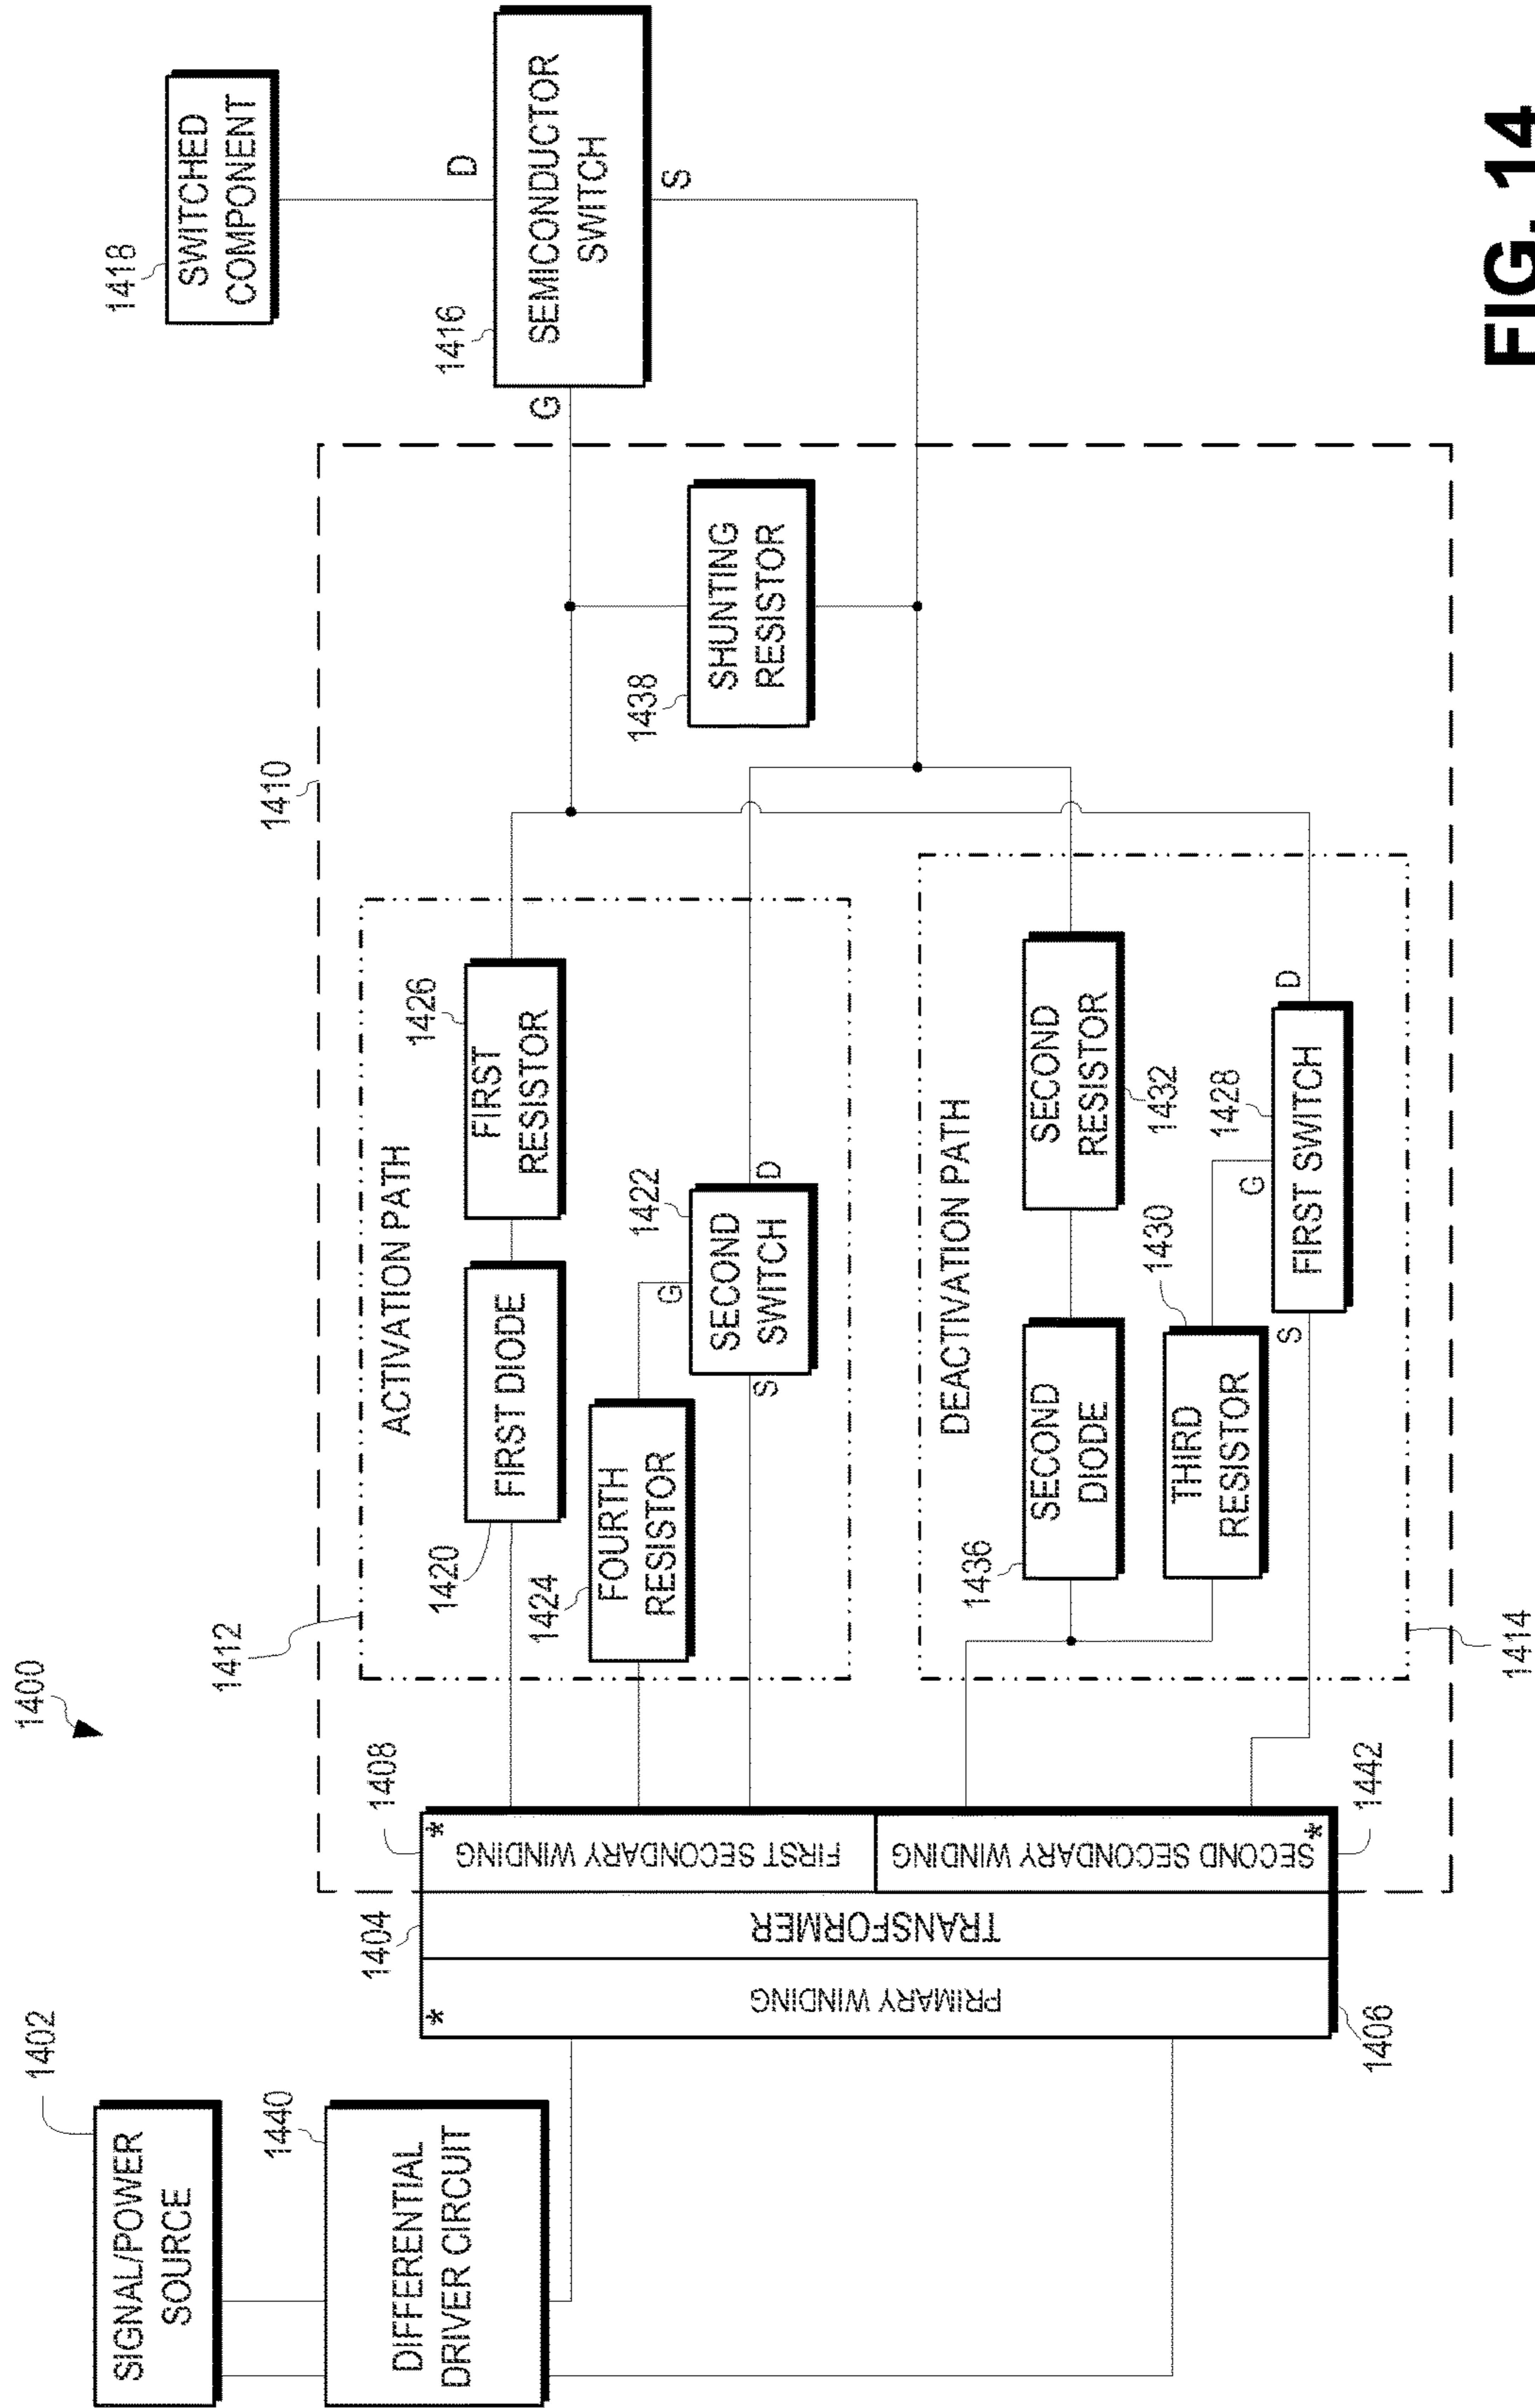 1400
1402
SIGNAL/POWER
SOURCE
1440
DIFFERENTIAL
DRIVER CIRCUIT
1404
1408
*
*
PRIMARY WINDING
TRANSFORMER
FIRST SECONDARY WINDING
SECOND SECONDARY WINDING
*
1406
1442
1410
1412
ACTIVATION PATH
1420
FIRST DIODE
1426
FIRST
RESISTOR
1424
FOURTH
RESISTOR
1422
G
SECOND
SWITCH
S
D
DEACTIVATION PATH
1436
SECOND
DIODE
SECOND
RESISTOR
1432
1430
THIRD
RESISTOR
1428
G
S
D
FIRST SWITCH
1414
1438
SHUNTING
RESISTOR
1418
SWITCHED
COMPONENT
1416
D
G
SEMICONDUCTOR
SWITCH
S
FIG. 14